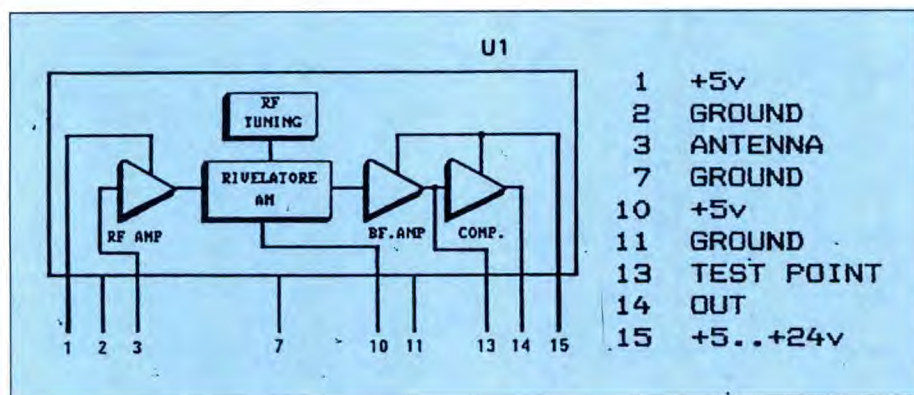 U1
RF
TUNING
RIVELATORE
AM
RF AMP
BF.AMP
COMP.
1 2 3 7 10 11 13 14 15
1 +5v
2 GROUND
3 ANTENNA
7 GROUND
10 +5v
11 GROUND
13 TEST POINT
14 OUT
15 +5..+24v